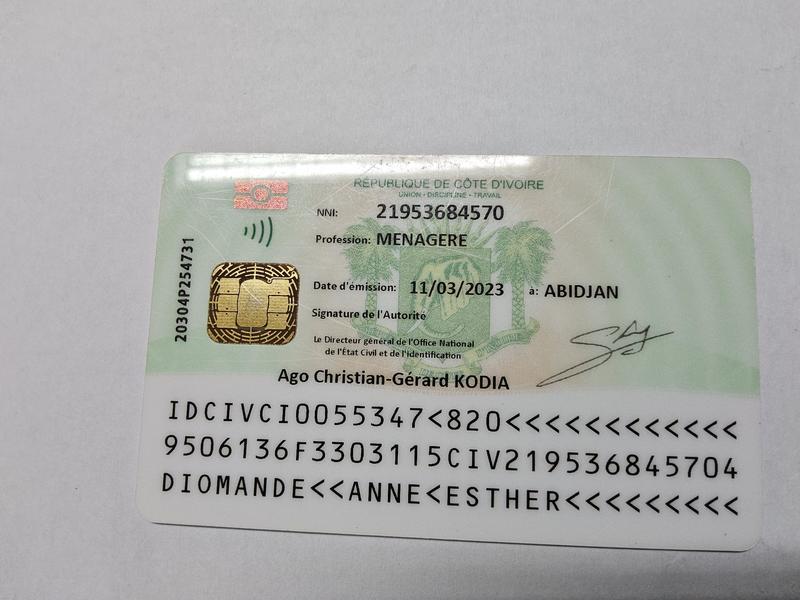 RÉPUBLIQUE DE CÔTE D'IVOIRE
UNION - DISCIPLINE - TRAVAIL
NNI: 21953684570
Profession: MENAGERE
Date d'émission: 11/03/2023 à: ABIDJAN
Signature de l'Autorité
Le Directeur général de l'Office National
de l'État Civil et de l'Identification
Ago Christian-Gérard KODIA
20304P254731
IDCIVCI0055347<820<<<<<<<<<<<<
9506136F3303115CIV219536845704
DIOMANDE<<ANNE<ESTHER<<<<<<<<<